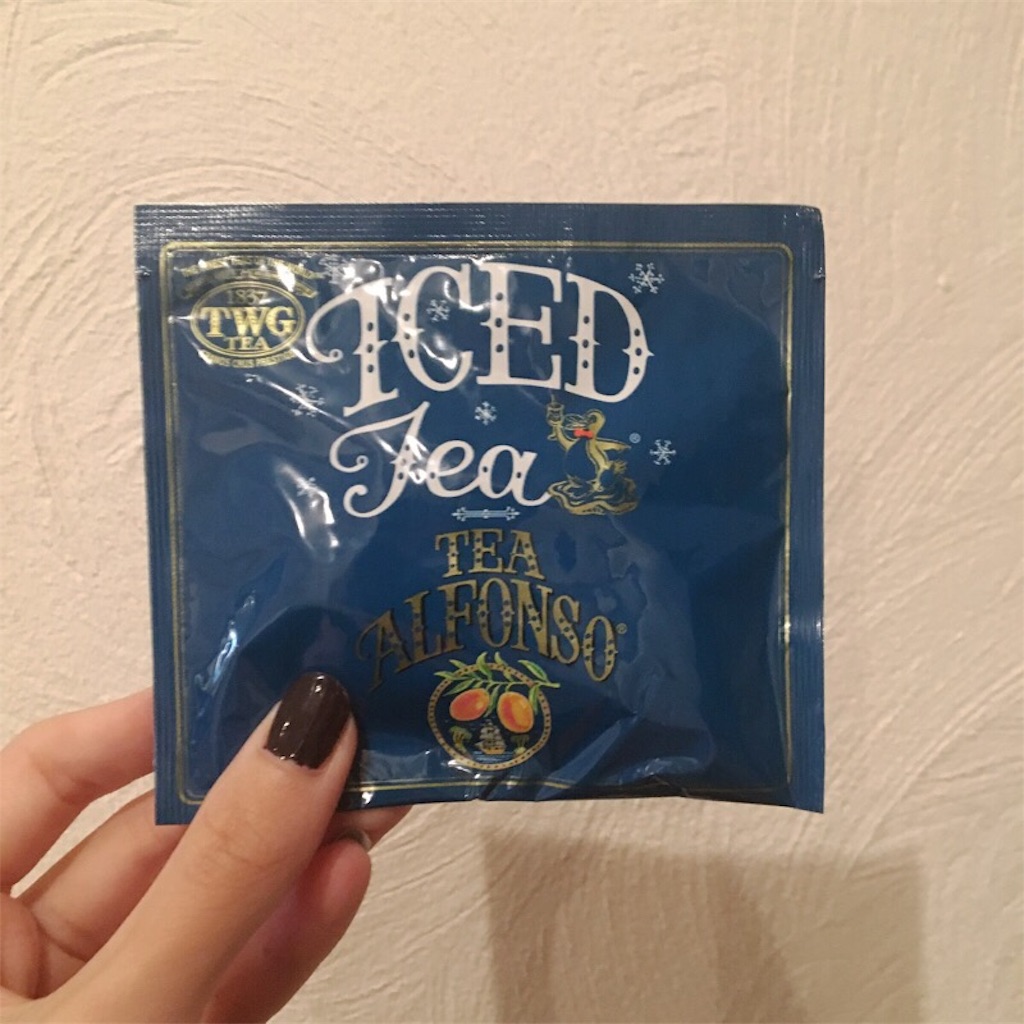 1837
TWG
TEA
ICED
Tea
®
TEA
ALFONSO®